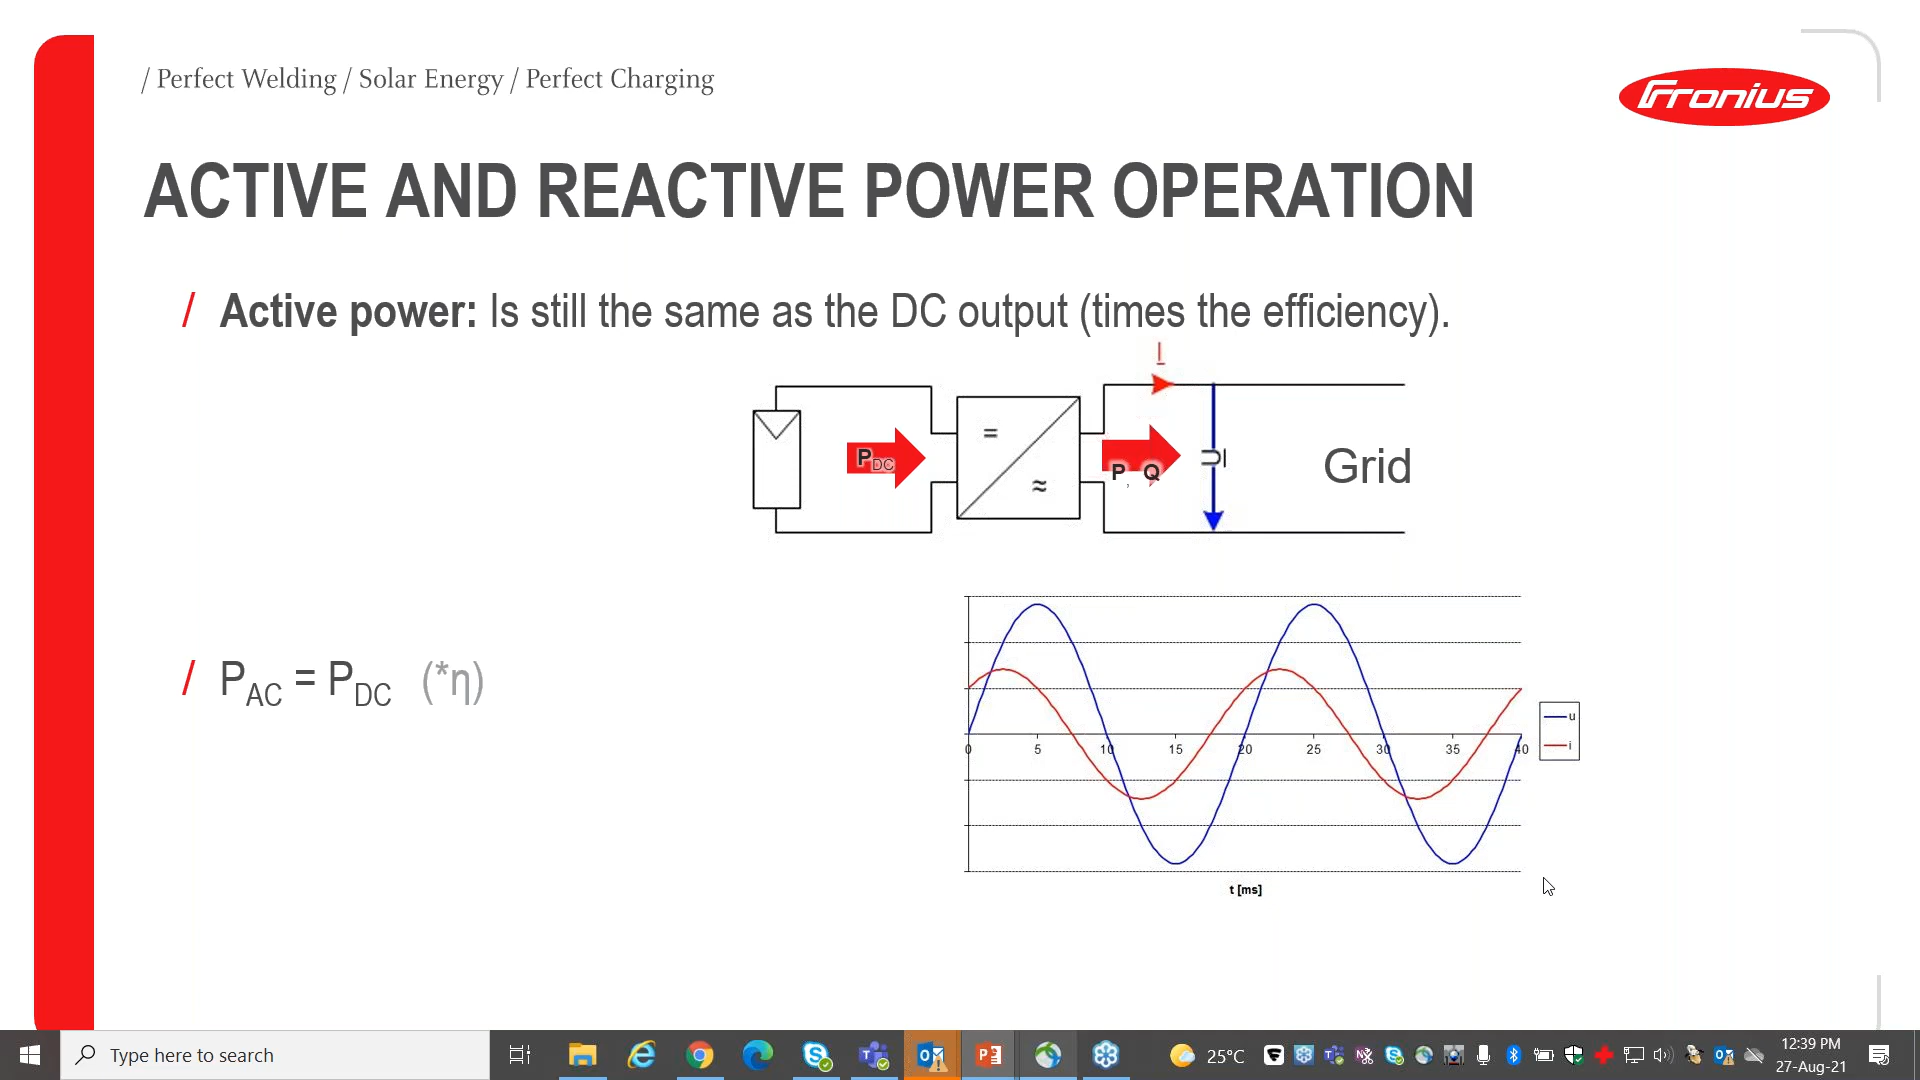 / Perfect Welding / Solar Energy / Perfect Charging
Fronius
ACTIVE AND REACTIVE POWER OPERATION
/ Active power: Is still the same as the DC output (times the efficiency).
I
=
≈
PDC
P, Q
U
Grid
/ PAC = PDC (*η)
0 5 10 15 20 25 30 35 40
u
i
t [ms]
Type here to search
25°C
12:39 PM
27-Aug-21